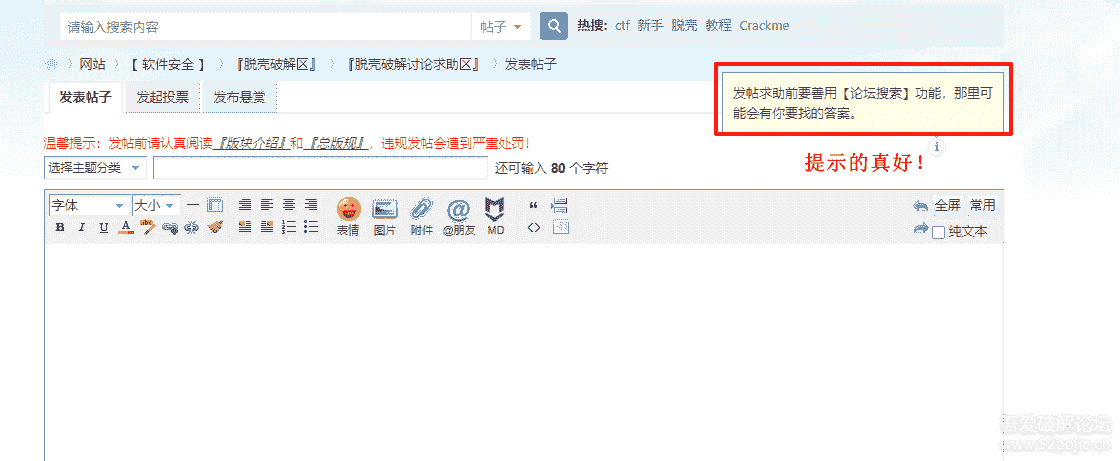 请输入搜索内容 帖子 热搜: ctf 新手 脱壳 教程 Crackme
网站 【 软件安全 】 『脱壳破解区』 『脱壳破解讨论求助区』 发表帖子
发表帖子 发起投票 发布悬赏
发帖求助前要善用【论坛搜索】功能，那里可
能会有你要找的答案。
温馨提示：发帖前请认真阅读『版块介绍』和『总版规』，违规发帖会遭到严重处罚!
提示的真好!
选择主题分类 还可输入 80 个字符
字体 大小 全屏 常用
B I U A 表情 图片 附件 @朋友 MD 纯文本
吾爱破解论坛
www.52pojie.cn